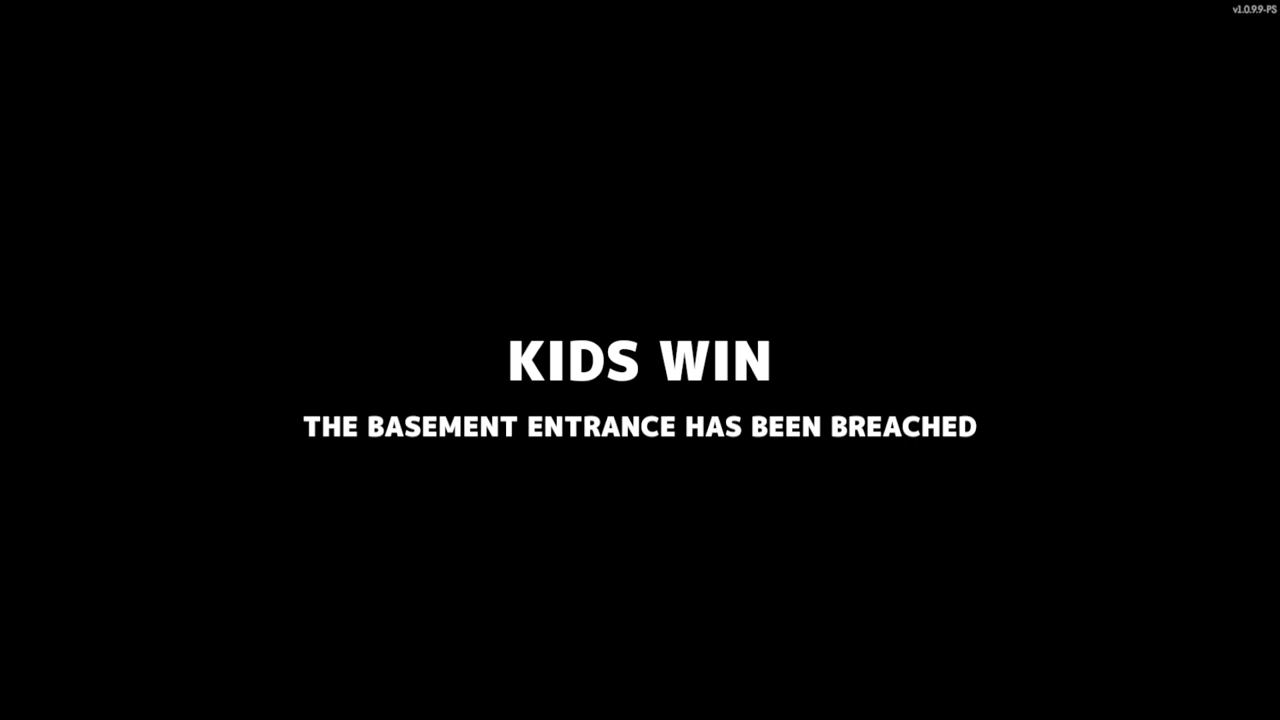 v1.0.9.9-PS
KIDS WIN
THE BASEMENT ENTRANCE HAS BEEN BREACHED